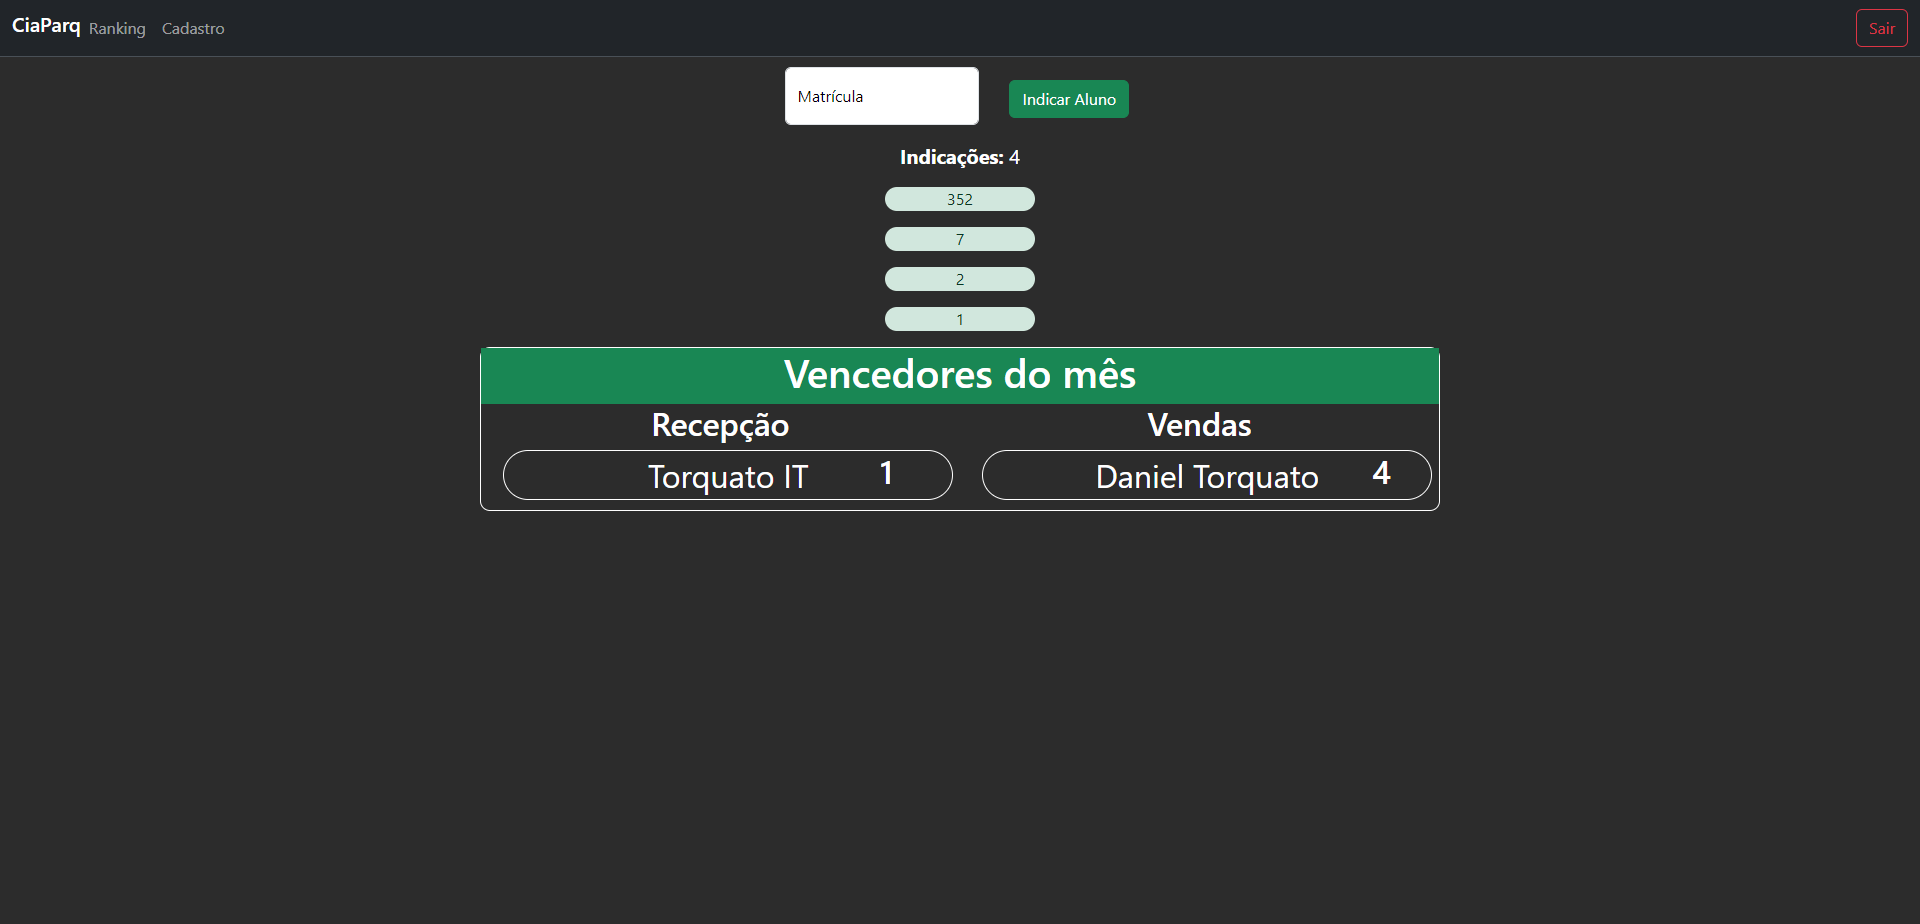 CiaParq Ranking Cadastro Sair
Matrícula Indicar Aluno
Indicações: 4
352
7
2
1
Vencedores do mês
Recepção Vendas
Torquato IT 1 Daniel Torquato 4